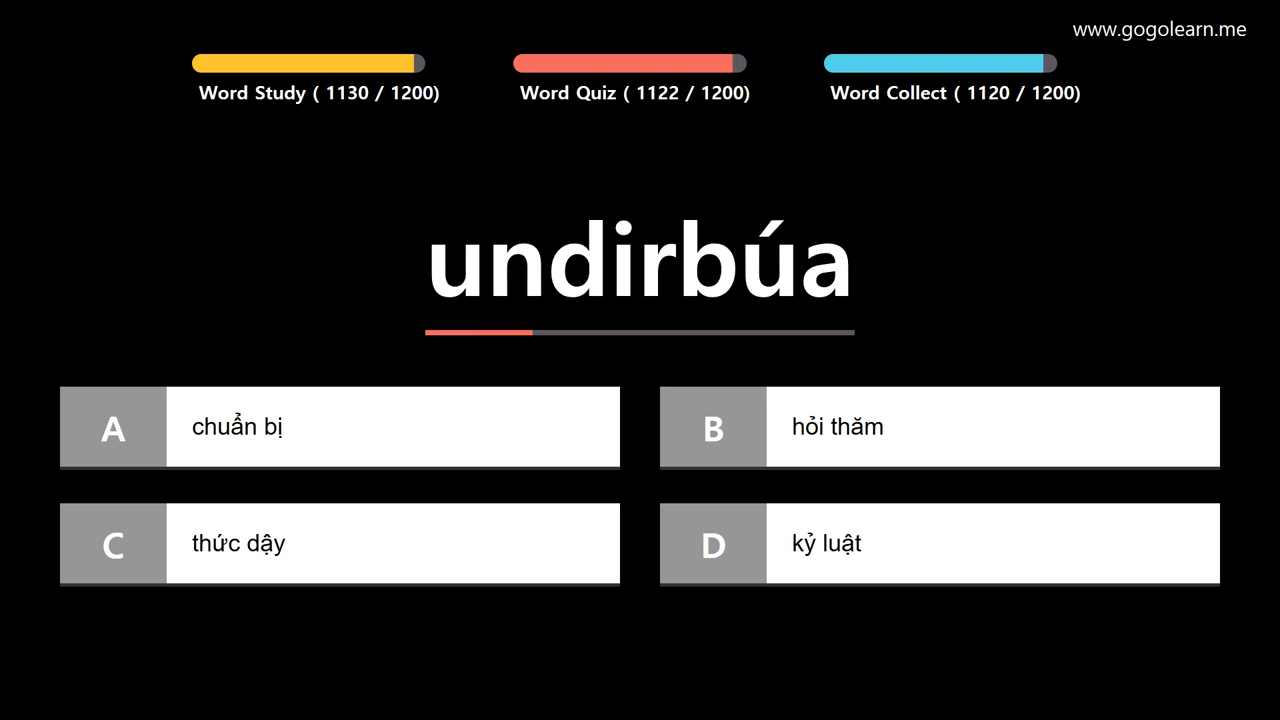 www.gogolearn.me
Word Study ( 1130 / 1200)
Word Quiz ( 1122 / 1200)
Word Collect ( 1120 / 1200)
undirbúa
A chuẩn bị
B hỏi thăm
C thức dậy
D kỷ luật